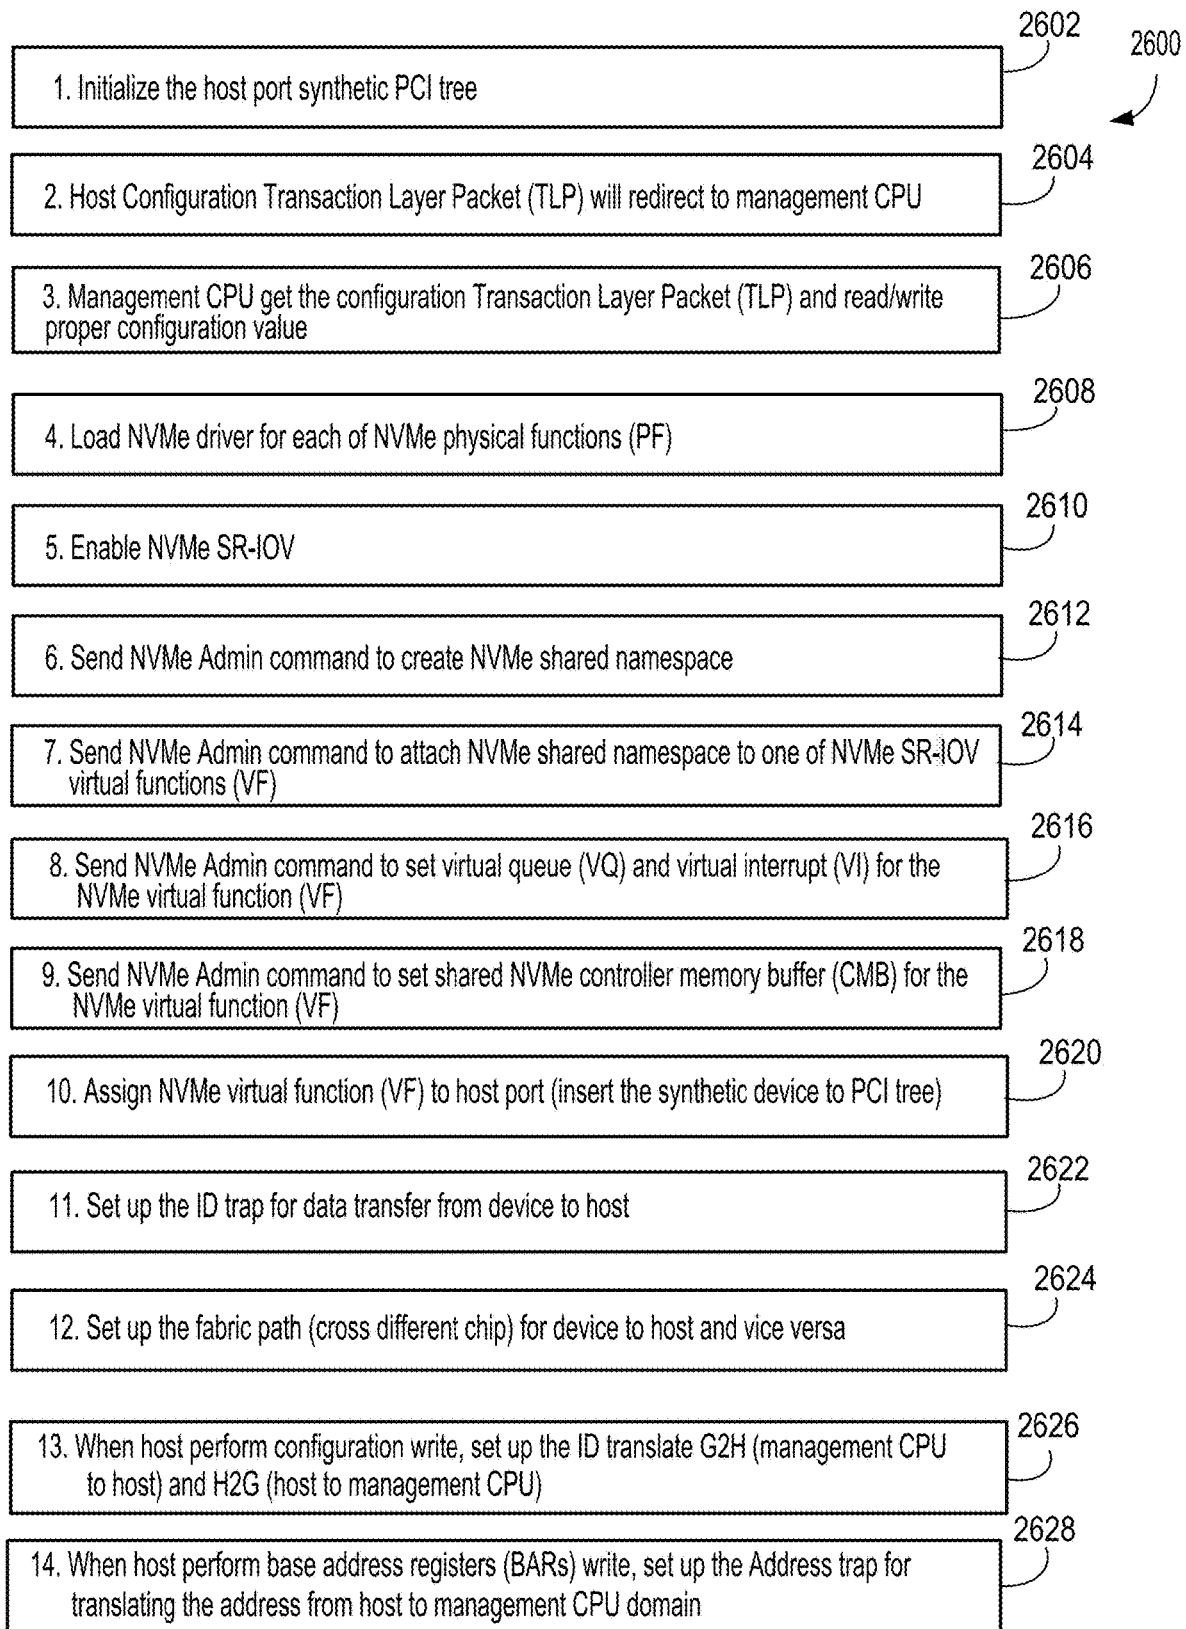 2602
2600
1. Initialize the host port synthetic PCI tree
2604
2. Host Configuration Transaction Layer Packet (TLP) will redirect to management CPU
2606
3. Management CPU get the configuration Transaction Layer Packet (TLP) and read/write
proper configuration value
2608
4. Load NVMe driver for each of NVMe physical functions (PF)
2610
5. Enable NVMe SR-IOV
2612
6. Send NVMe Admin command to create NVMe shared namespace
2614
7. Send NVMe Admin command to attach NVMe shared namespace to one of NVMe SR-IOV
virtual functions (VF)
2616
8. Send NVMe Admin command to set virtual queue (VQ) and virtual interrupt (VI) for the
NVMe virtual function (VF)
2618
9. Send NVMe Admin command to set shared NVMe controller memory buffer (CMB) for the
NVMe virtual function (VF)
2620
10. Assign NVMe virtual function (VF) to host port (insert the synthetic device to PCI tree)
2622
11. Set up the ID trap for data transfer from device to host
2624
12. Set up the fabric path (cross different chip) for device to host and vice versa
2626
13. When host perform configuration write, set up the ID translate G2H (management CPU
to host) and H2G (host to management CPU)
2628
14. When host perform base address registers (BARs) write, set up the Address trap for
translating the address from host to management CPU domain